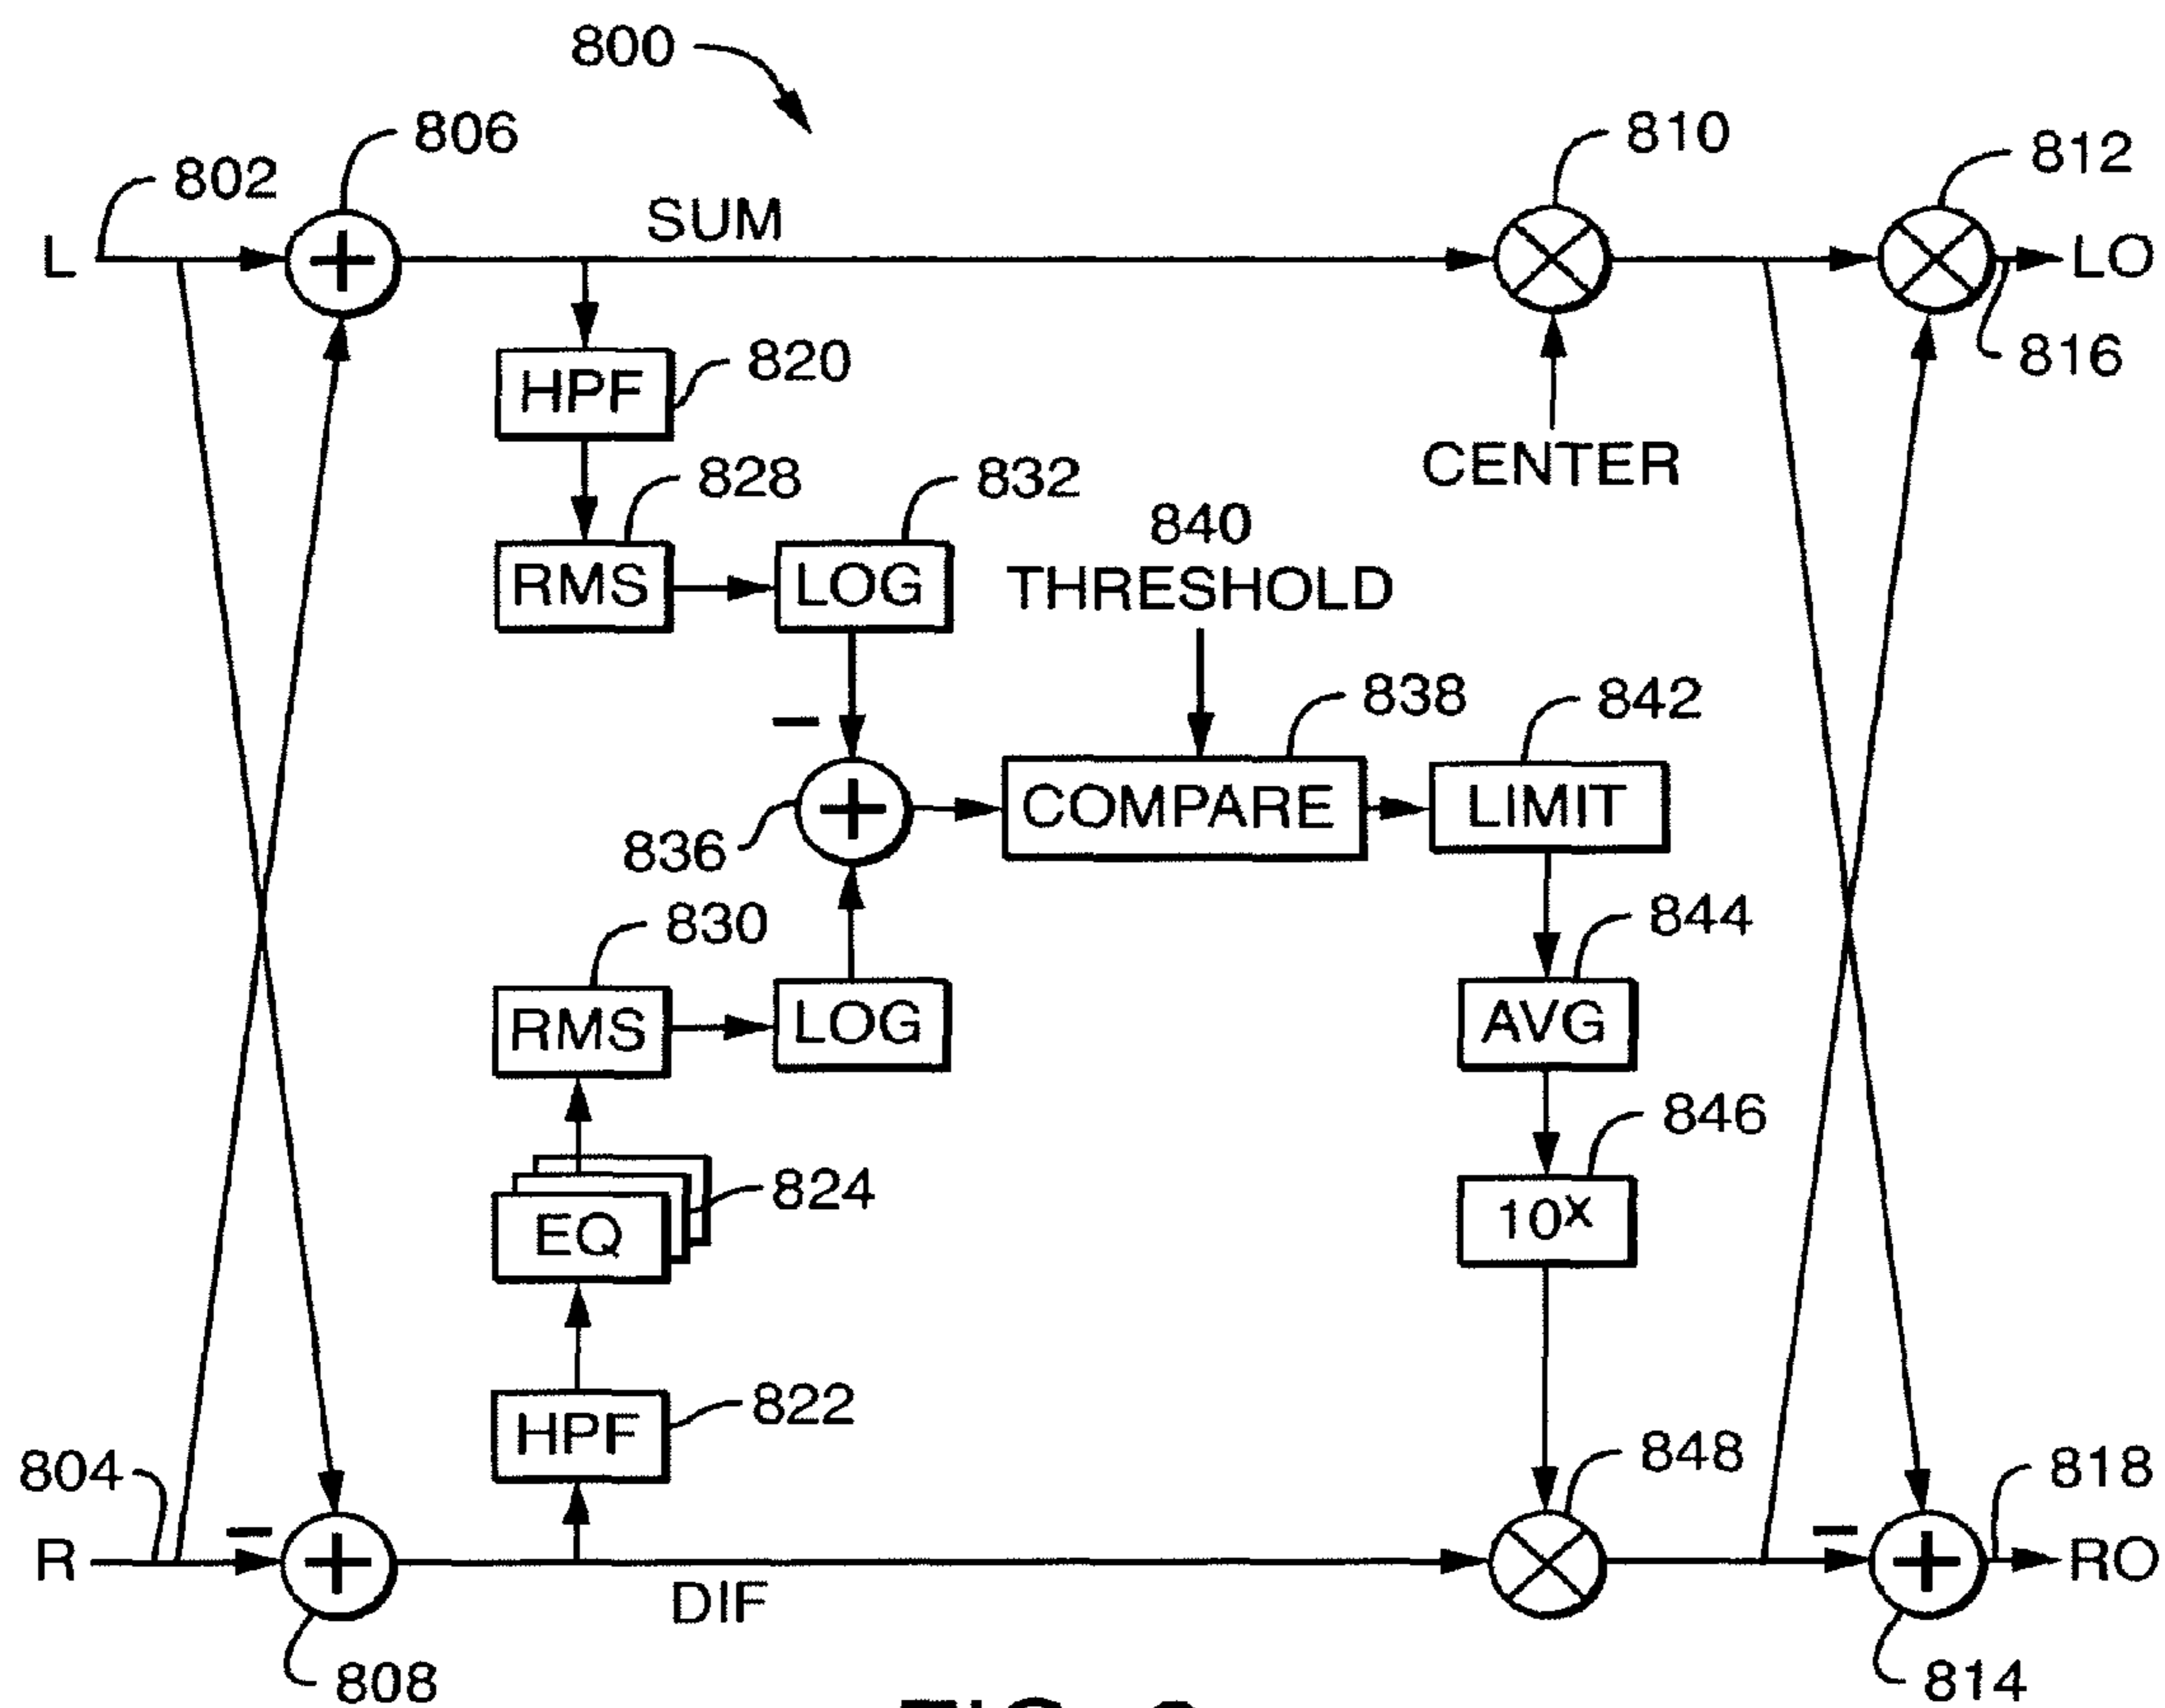 800
806
810
812
802
L
SUM
LO
816
HPF
820
CENTER
828
832
840
RMS
LOG
THRESHOLD
838
842
–
COMPARE
LIMIT
836
830
844
RMS
LOG
AVG
846
824
EQ
10x
822
HPF
848
804
818
R
–
–
RO
DIF
808
814